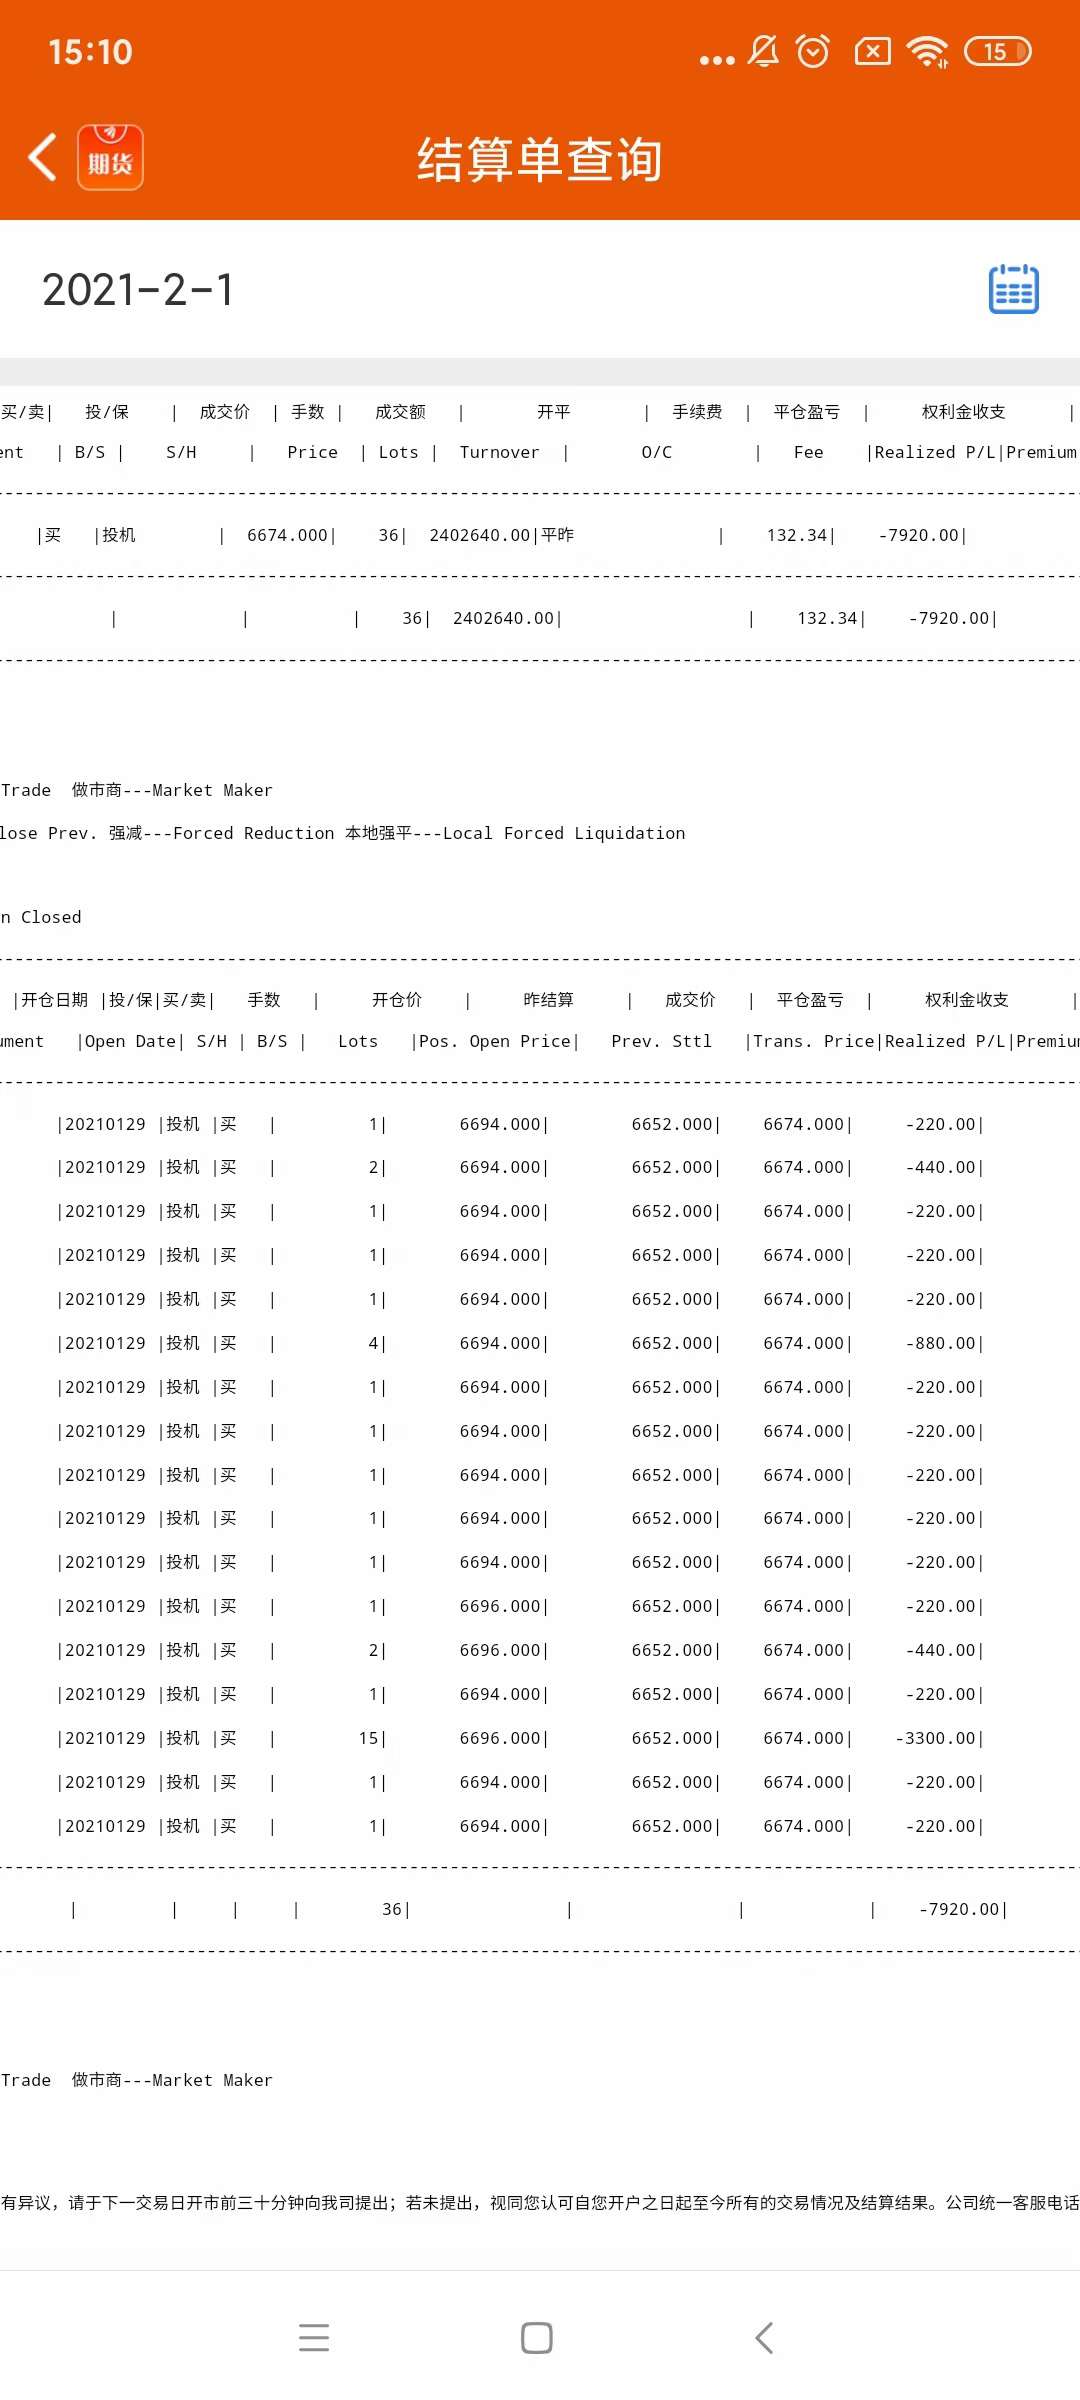 15:10
15
期货
结算单查询
2021-2-1
买/卖| 投/保 | 成交价 | 手数 | 成交额 | 开平 | 手续费 | 平仓盈亏 | 权利金收支 |
ent | B/S | S/H | Price | Lots | Turnover | O/C | Fee |Realized P/L|Premium
|买 |投机 | 6674.000| 36| 2402640.00|平昨 | 132.34| -7920.00|
| | | 36| 2402640.00| | 132.34| -7920.00|
Trade 做市商---Market Maker
lose Prev. 强减---Forced Reduction 本地强平---Local Forced Liquidation
n Closed
|开仓日期 |投/保|买/卖| 手数 | 开仓价 | 昨结算 | 成交价 | 平仓盈亏 | 权利金收支 |
ument |Open Date| S/H | B/S | Lots |Pos. Open Price| Prev. Sttl |Trans. Price|Realized P/L|Premium
|20210129 |投机 |买 | 1| 6694.000| 6652.000| 6674.000| -220.00|
|20210129 |投机 |买 | 2| 6694.000| 6652.000| 6674.000| -440.00|
|20210129 |投机 |买 | 1| 6694.000| 6652.000| 6674.000| -220.00|
|20210129 |投机 |买 | 1| 6694.000| 6652.000| 6674.000| -220.00|
|20210129 |投机 |买 | 1| 6694.000| 6652.000| 6674.000| -220.00|
|20210129 |投机 |买 | 4| 6694.000| 6652.000| 6674.000| -880.00|
|20210129 |投机 |买 | 1| 6694.000| 6652.000| 6674.000| -220.00|
|20210129 |投机 |买 | 1| 6694.000| 6652.000| 6674.000| -220.00|
|20210129 |投机 |买 | 1| 6694.000| 6652.000| 6674.000| -220.00|
|20210129 |投机 |买 | 1| 6694.000| 6652.000| 6674.000| -220.00|
|20210129 |投机 |买 | 1| 6694.000| 6652.000| 6674.000| -220.00|
|20210129 |投机 |买 | 1| 6696.000| 6652.000| 6674.000| -220.00|
|20210129 |投机 |买 | 2| 6696.000| 6652.000| 6674.000| -440.00|
|20210129 |投机 |买 | 1| 6694.000| 6652.000| 6674.000| -220.00|
|20210129 |投机 |买 | 15| 6696.000| 6652.000| 6674.000| -3300.00|
|20210129 |投机 |买 | 1| 6694.000| 6652.000| 6674.000| -220.00|
|20210129 |投机 |买 | 1| 6694.000| 6652.000| 6674.000| -220.00|
| | | | 36| | | | -7920.00|
Trade 做市商---Market Maker
有异议，请于下一交易日开市前三十分钟向我司提出；若未提出，视同您认可自您开户之日起至今所有的交易情况及结算结果。公司统一客服电话